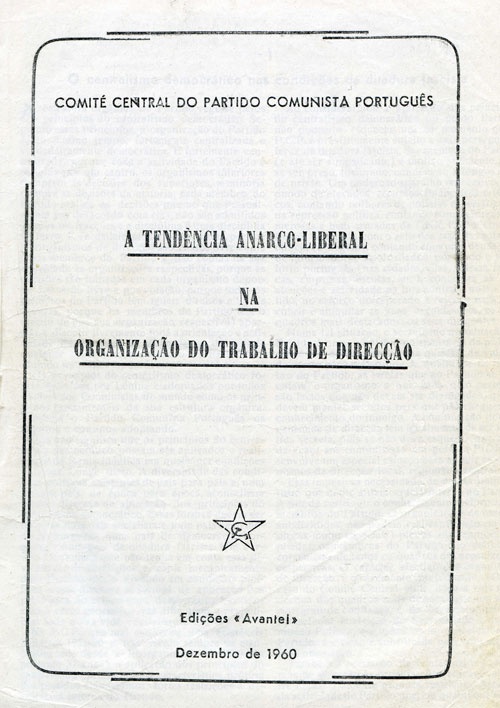 COMITÉ CENTRAL DO PARTIDO COMUNISTA PORTUGUÊS
A TENDÊNCIA ANARCO-LIBERAL
NA
ORGANIZAÇÃO DO TRABALHO DE DIRECÇÃO
Edições «Avante!»
Dezembro de 1960